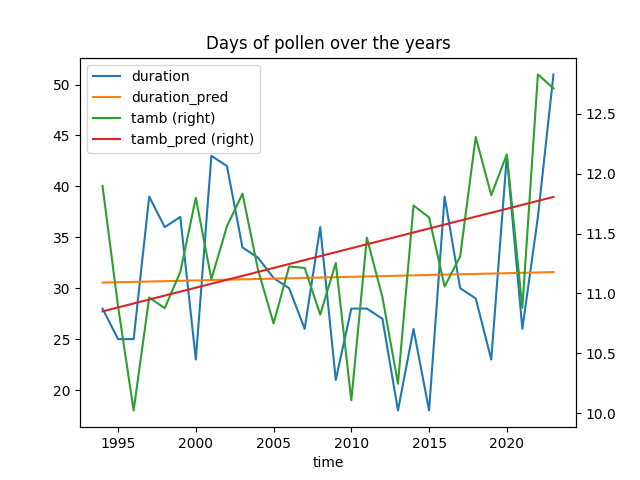 Days of pollen over the years
duration
duration_pred
tamb (right)
tamb_pred (right)
50
45
40
35
30
25
20
12.5
12.0
11.5
11.0
10.5
10.0
1995 2000 2005 2010 2015 2020
time